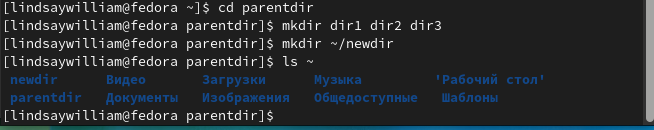 [lindsaywilliam@fedora ~]$ cd parentdir
[lindsaywilliam@fedora parentdir]$ mkdir dir1 dir2 dir3
[lindsaywilliam@fedora parentdir]$ mkdir ~/newdir
[lindsaywilliam@fedora parentdir]$ ls ~
newdir Видео Загрузки Музыка 'Рабочий стол'
parentdir Документы Изображения Общедоступные Шаблоны
[lindsaywilliam@fedora parentdir]$